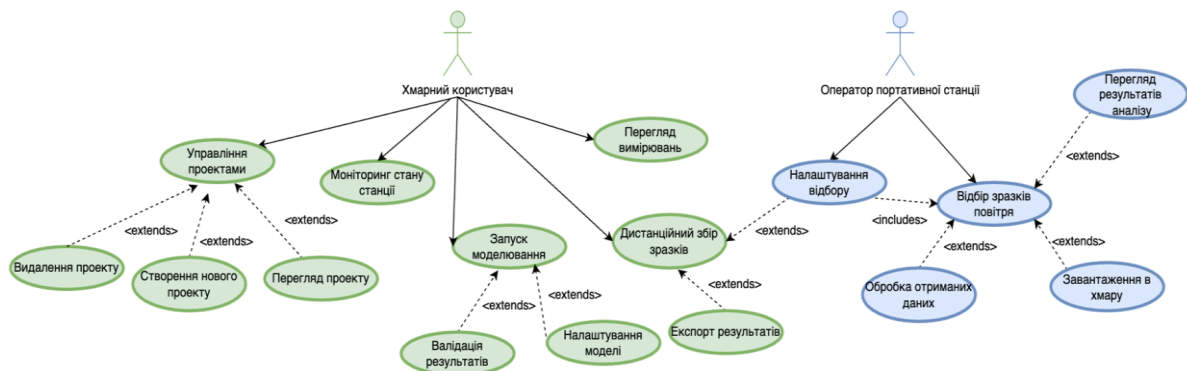 Хмарний користувач
Оператор портативної станції
Перегляд
результатів
аналізу
Перегляд
вимірювань
Управління
проектами
Моніторинг стану
станції
Налаштування
відбору
<extends>
Відбір зразків
повітря
<includes>
<extends>
<extends>
<extends>
<extends>
Видалення проекту
Створення нового
проекту
Перегляд проекту
Запуск
моделювання
Дистанційний збір
зразків
<extends>
<extends>
Обробка отриманих
даних
Завантаження в
хмару
<extends>
<extends>
<extends>
Валідація
результатів
Налаштування
моделі
Експорт результатів